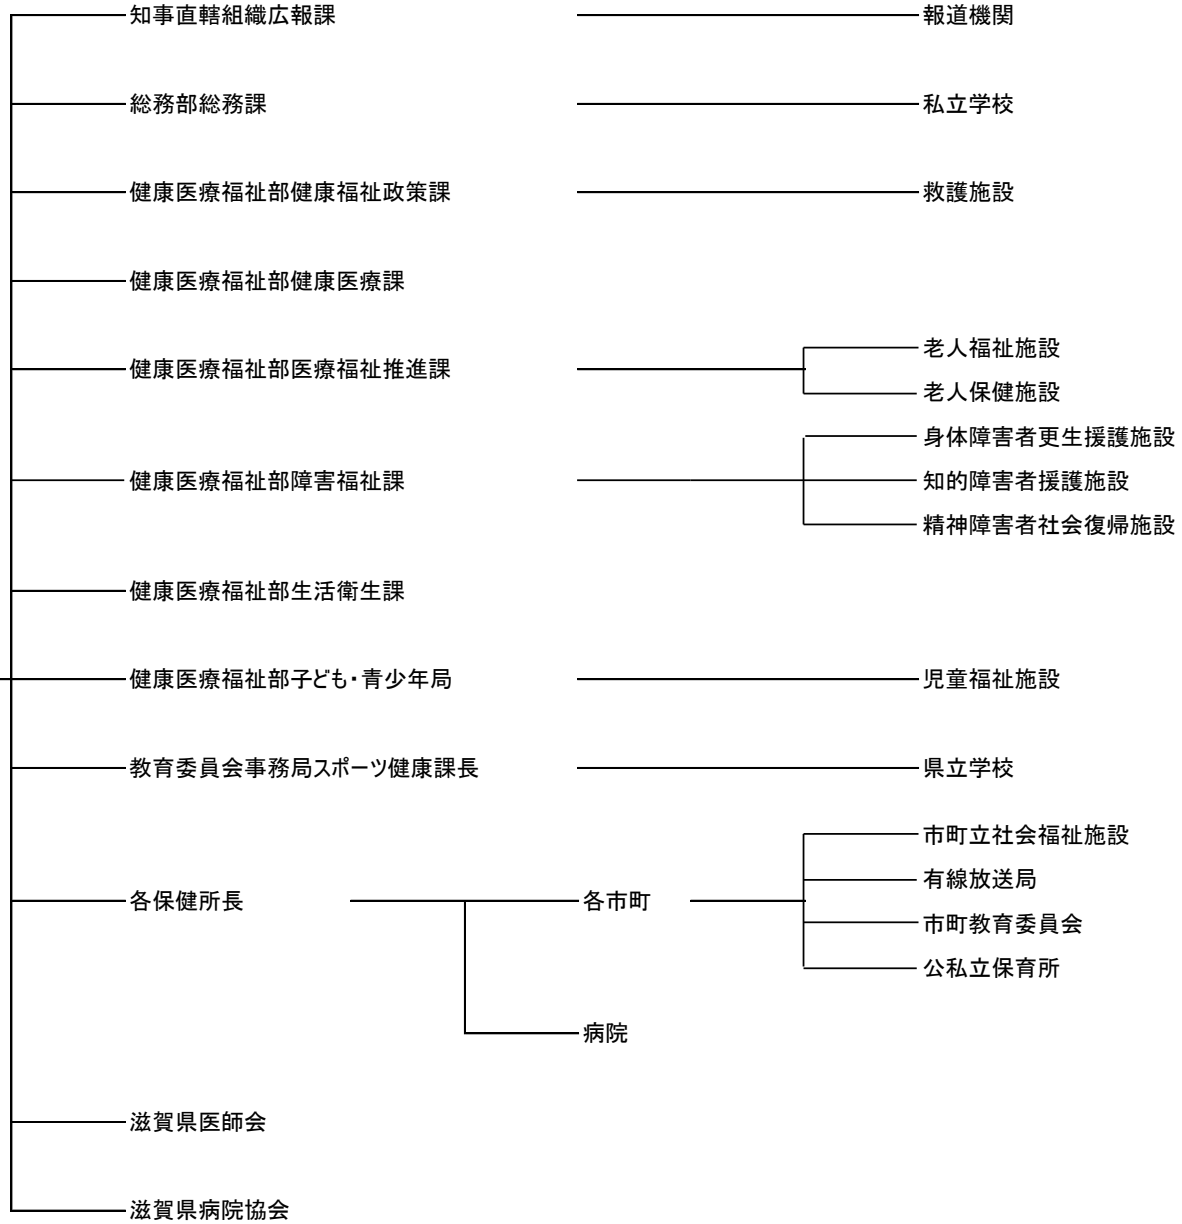 知事直轄組織広報課 報道機関
総務部総務課 私立学校
健康医療福祉部健康福祉政策課 救護施設
健康医療福祉部健康医療課
健康医療福祉部医療福祉推進課
老人福祉施設
老人保健施設
健康医療福祉部障害福祉課
身体障害者更生援護施設
知的障害者援護施設
精神障害者社会復帰施設
健康医療福祉部生活衛生課
健康医療福祉部子ども・青少年局 児童福祉施設
教育委員会事務局スポーツ健康課長 県立学校
各保健所長
各市町
市町立社会福祉施設
有線放送局
市町教育委員会
公私立保育所
病院
滋賀県医師会
滋賀県病院協会